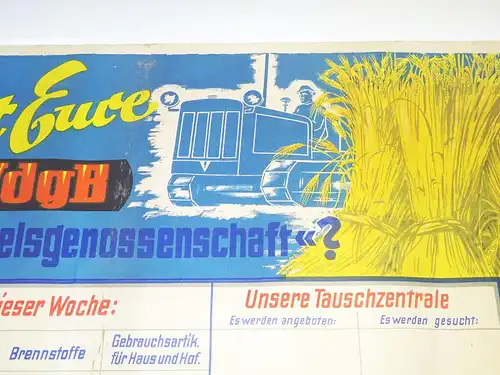 t Eure
VdgB
elsgenossenschaft«?
ieser Woche:
Unsere Tauschzentrale
Es werden angeboten: Es werden gesucht:
Brennstoffe
Gebrauchsartik.
für Haus und Hof.